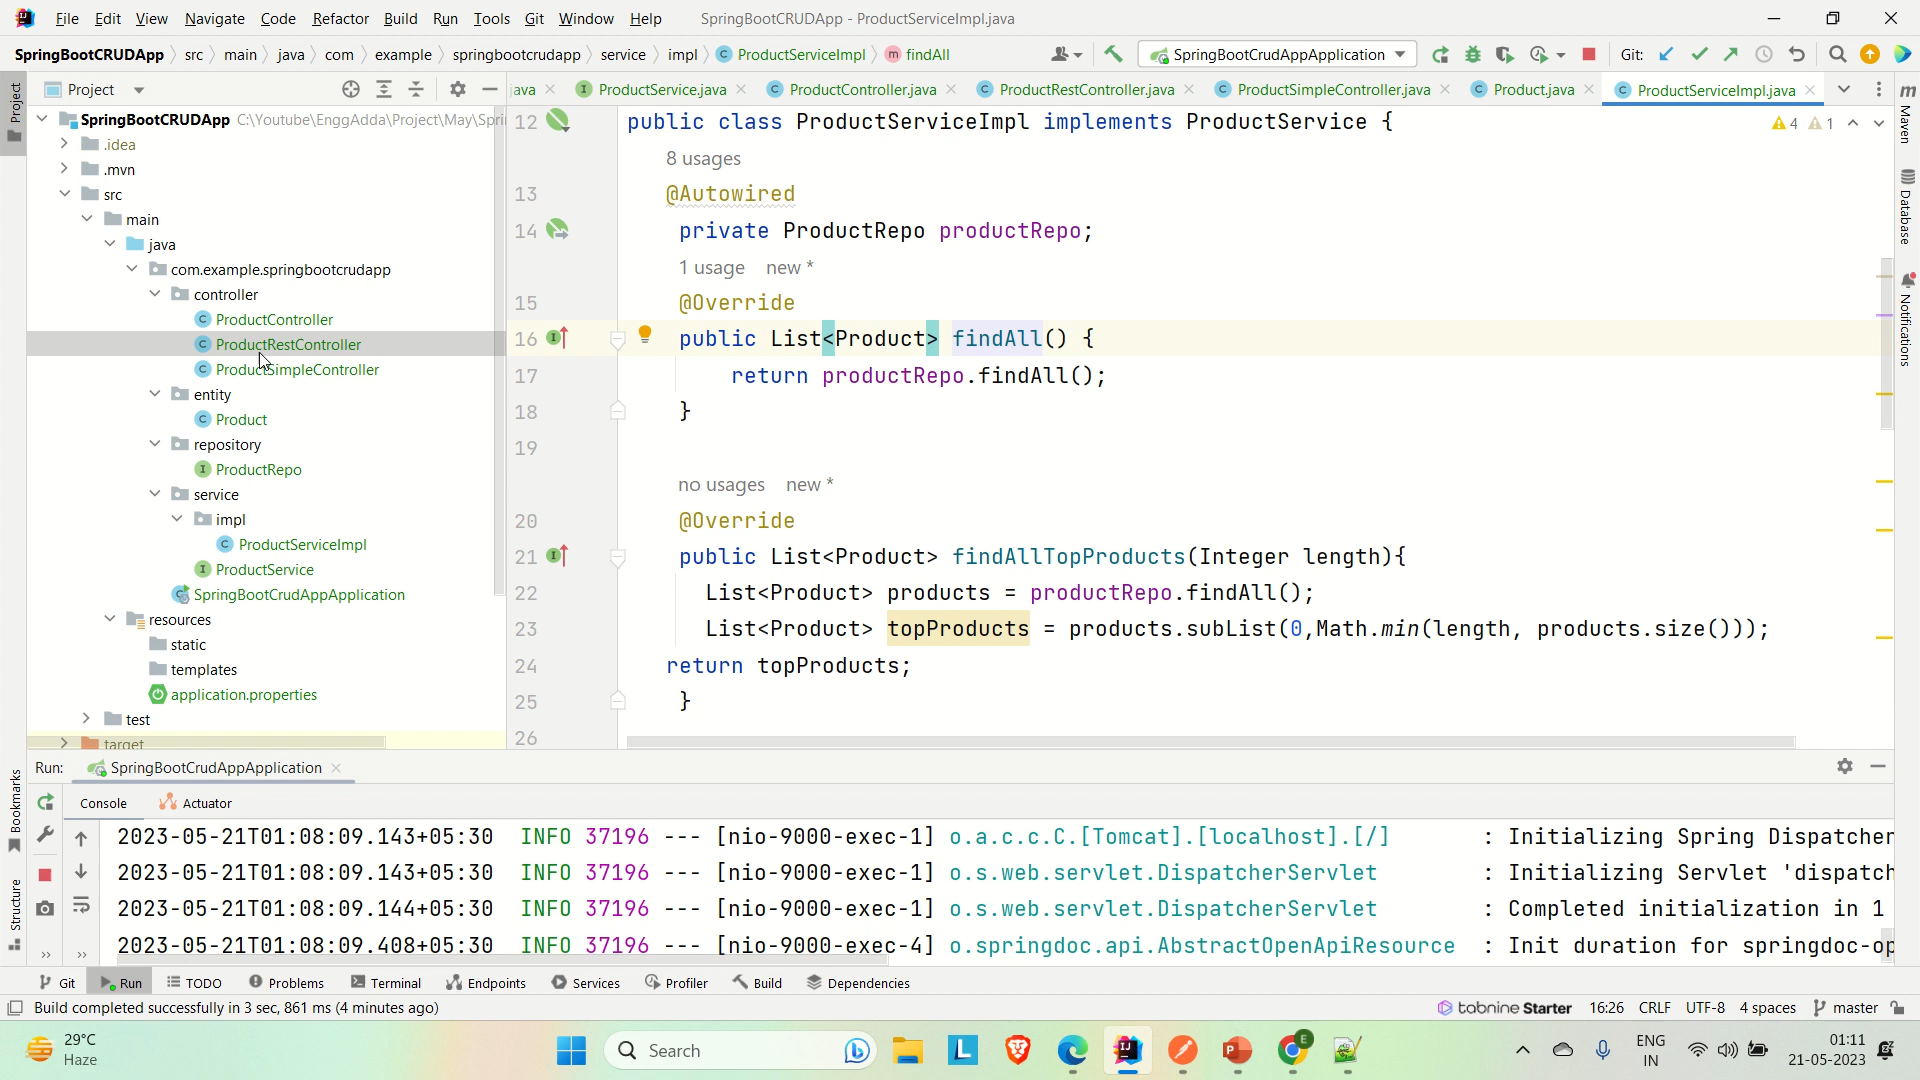 File Edit View Navigate Code Refactor Build Run Tools Git Window Help SpringBootCRUDApp - ProductServiceImpl.java
SpringBootCRUDApp src main java com example springbootcrudapp service impl ProductServiceImpl findAll SpringBootCrudAppApplication Git:
Project java ProductService.java ProductController.java ProductRestController.java ProductSimpleController.java Product.java ProductServiceImpl.java
Project
Maven
Database
Notifications
SpringBootCRUDApp C:\Youtube\EnggAdda\Project\May\Spri
.idea
.mvn
src
main
java
com.example.springbootcrudapp
controller
ProductController
ProductRestController
ProductSimpleController
entity
Product
repository
ProductRepo
service
impl
ProductServiceImpl
ProductService
SpringBootCrudAppApplication
resources
static
templates
application.properties
test
target
4 1
12 public class ProductServiceImpl implements ProductService {
8 usages
13 @Autowired
14 private ProductRepo productRepo;
1 usage new *
15 @Override
16 public List<Product> findAll() {
17 return productRepo.findAll();
18 }
19
no usages new *
20 @Override
21 public List<Product> findAllTopProducts(Integer length){
22 List<Product> products = productRepo.findAll();
23 List<Product> topProducts = products.subList(0,Math.min(length, products.size()));
24 return topProducts;
25 }
26
Run: SpringBootCrudAppApplication
Console Actuator
Bookmarks
Structure
2023-05-21T01:08:09.143+05:30 INFO 37196 --- [nio-9000-exec-1] o.a.c.c.C.[Tomcat].[localhost].[/] : Initializing Spring Dispatcher
2023-05-21T01:08:09.143+05:30 INFO 37196 --- [nio-9000-exec-1] o.s.web.servlet.DispatcherServlet : Initializing Servlet 'dispatch
2023-05-21T01:08:09.144+05:30 INFO 37196 --- [nio-9000-exec-1] o.s.web.servlet.DispatcherServlet : Completed initialization in 1
2023-05-21T01:08:09.408+05:30 INFO 37196 --- [nio-9000-exec-4] o.springdoc.api.AbstractOpenApiResource : Init duration for springdoc-op
Git Run TODO Problems Terminal Endpoints Services Profiler Build Dependencies
Build completed successfully in 3 sec, 861 ms (4 minutes ago) tabnine Starter 16:26 CRLF UTF-8 4 spaces master
29°C
Haze
Search
ENG
IN
01:11
21-05-2023